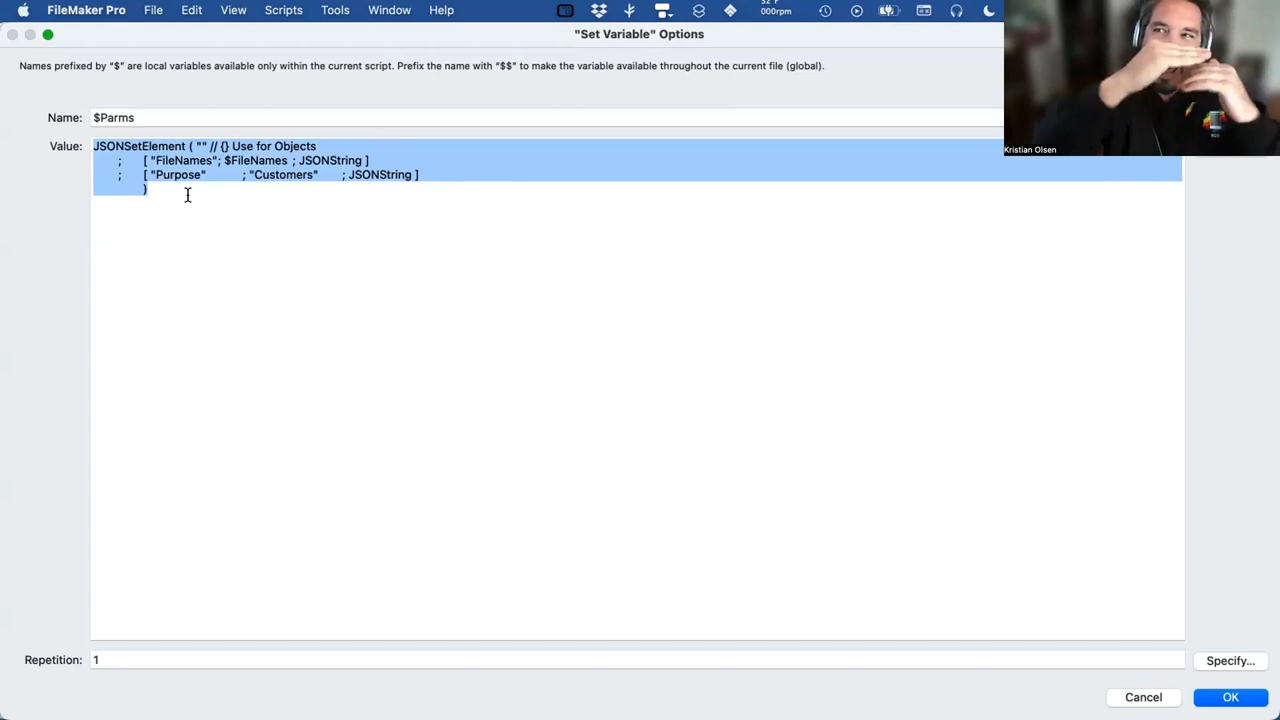 FileMaker Pro File Edit View Scripts Tools Window Help
000rpm
"Set Variable" Options
Names prefixed by "$" are local variables available only within the current script. Prefix the name with "$$" to make the variable available throughout the current file (global).
Name: $Parms
Value: JSONSetElement ( "" // {} Use for Objects
; [ "FileNames"; $FileNames ; JSONString ]
; [ "Purpose" ; "Customers" ; JSONString ]
)
Kristian Olsen
Repetition: 1
Specify...
Cancel OK